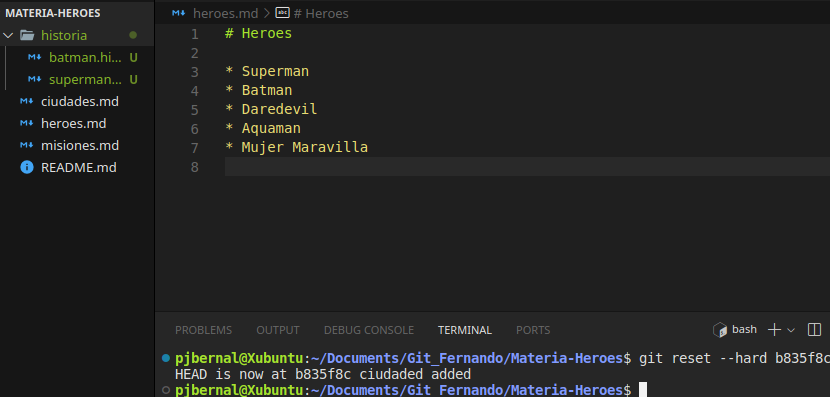 MATERIA-HEROES
historia
batman.hi... U
superman... U
ciudades.md
heroes.md
misiones.md
README.md
heroes.md > # Heroes
1 # Heroes
2
3 * Superman
4 * Batman
5 * Daredevil
6 * Aquaman
7 * Mujer Maravilla
8
PROBLEMS OUTPUT DEBUG CONSOLE TERMINAL PORTS bash
pjbernal@Xubuntu:~/Documents/Git_Fernando/Materia-Heroes$ git reset --hard b835f8c
HEAD is now at b835f8c ciudaded added
pjbernal@Xubuntu:~/Documents/Git_Fernando/Materia-Heroes$